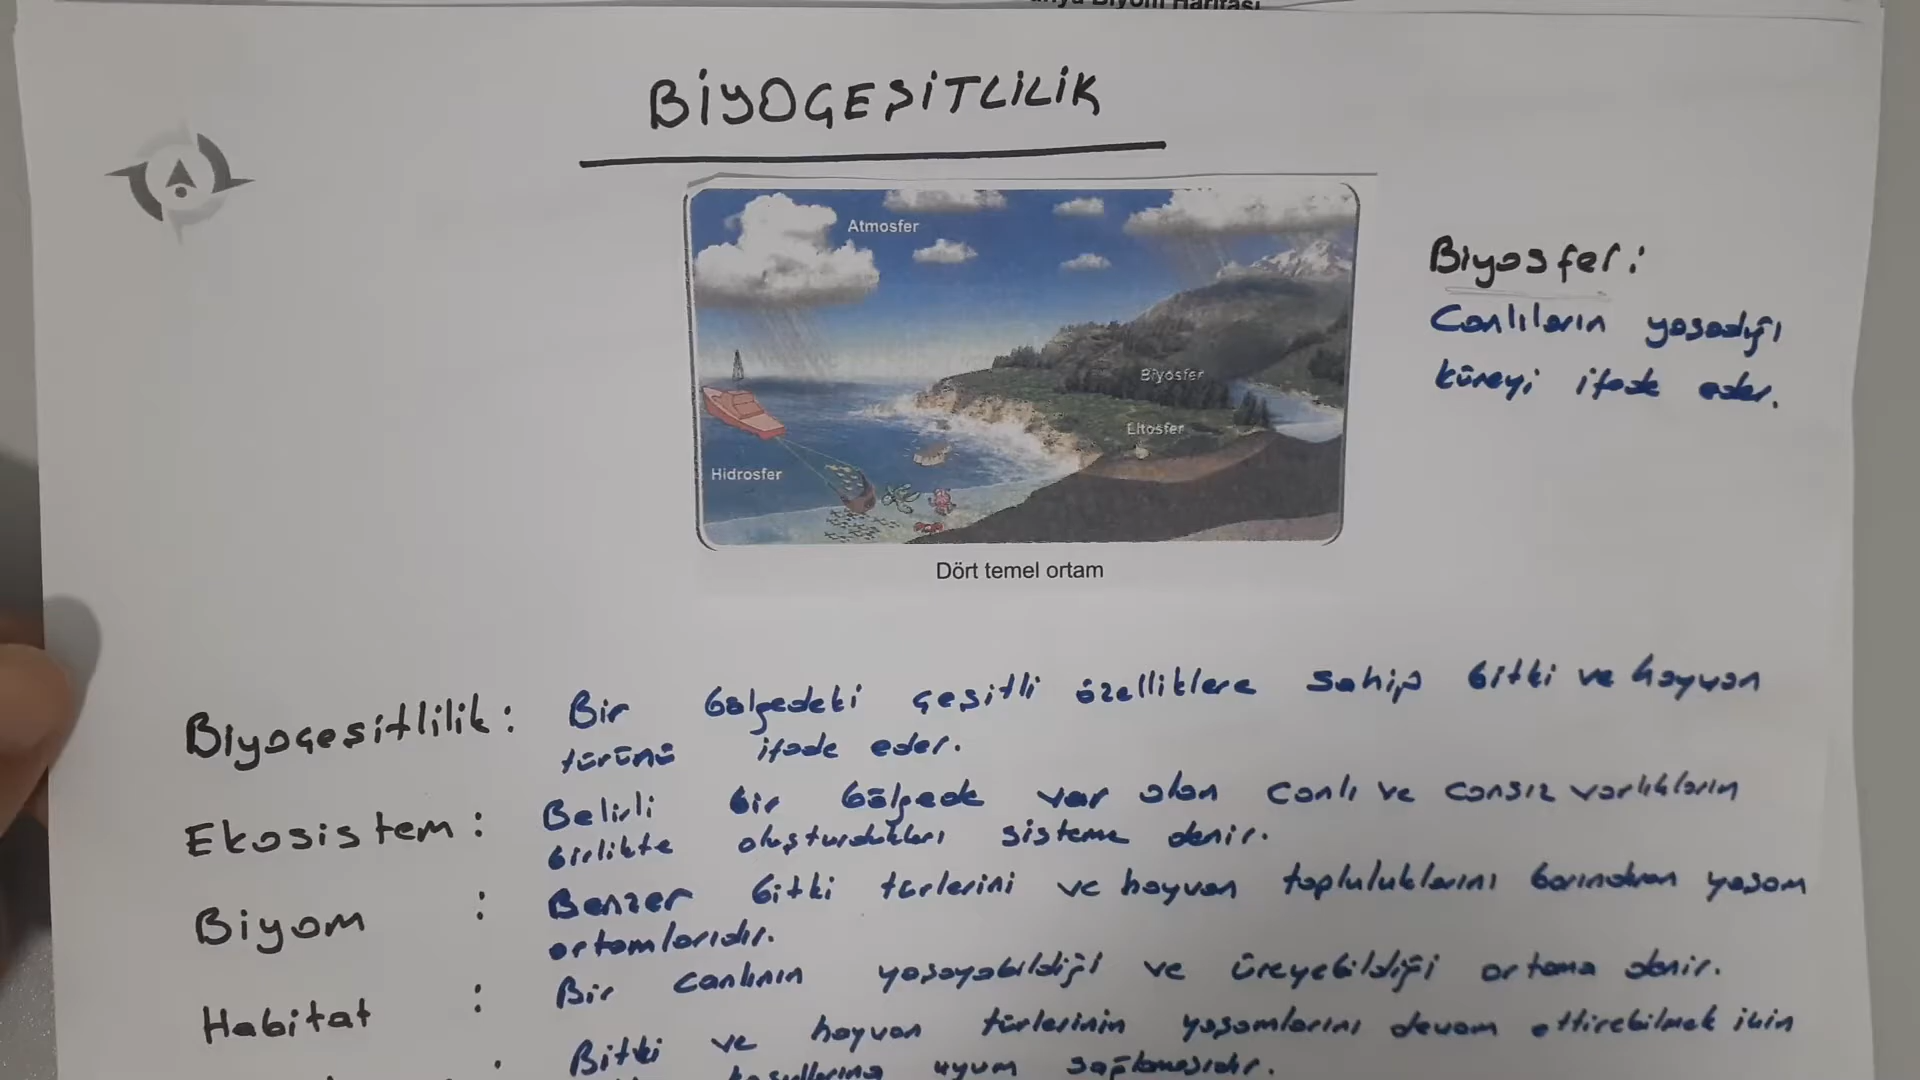 Biyom Haritası
BİYOÇEŞİTLİLİK
Atmosfer
Biyosfer
Litosfer
Hidrosfer
Dört temel ortam
Biyosfer:
Canlıların yaşadığı
küreyi ifade eder.
Biyoçeşitlilik: Bir bölgedeki çeşitli özelliklere sahip bitki ve hayvan
türünü ifade eder.
Ekosistem: Belirli bir bölgede var olan canlı ve cansız varlıkların
birlikte oluşturdukları sisteme denir.
Biyom : Benzer bitki türlerini ve hayvan topluluklarını barındıran yaşam
ortamlarıdır.
Habitat : Bir canlının yaşayabildiği ve üreyebildiği ortama denir.
: Bitki ve hayvan türlerinin yaşamlarını devam ettirebilmek için
koşullarına uyum sağlamasıdır.